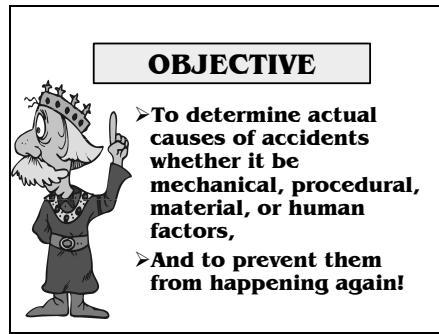 OBJECTIVE
➢To determine actual
causes of accidents
whether it be
mechanical, procedural,
material, or human
factors,
➢And to prevent them
from happening again!